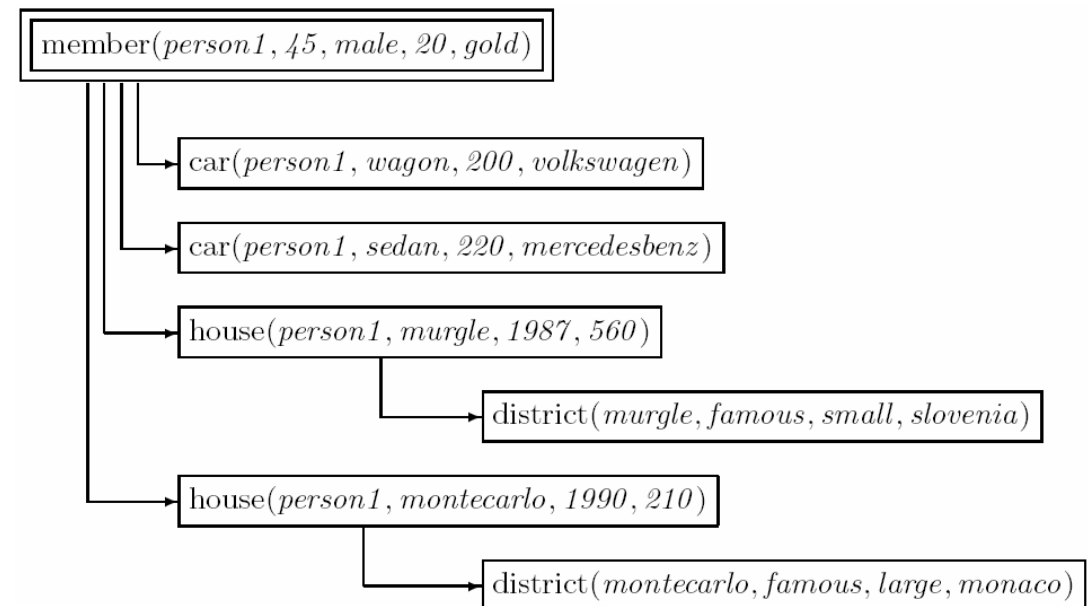 member(person1, 45, male, 20, gold)
car(person1, wagon, 200, volkswagen)
car(person1, sedan, 220, mercedesbenz)
house(person1, murgle, 1987, 560)
district(murgle, famous, small, slovenia)
house(person1, montecarlo, 1990, 210)
district(montecarlo, famous, large, monaco)